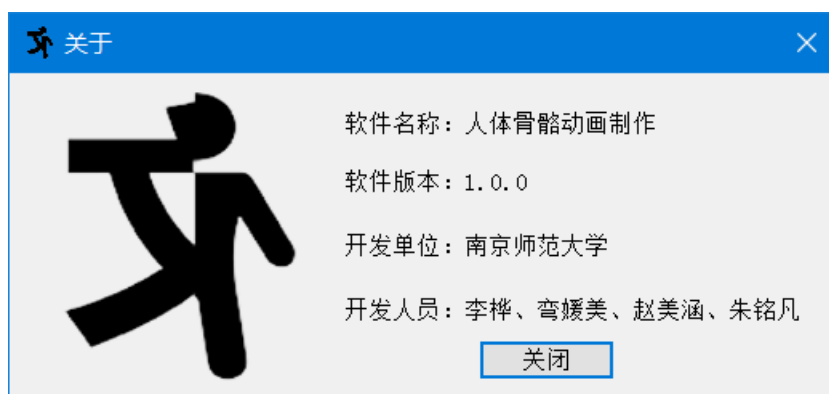 关于
软件名称：人体骨骼动画制作
软件版本：1.0.0
开发单位：南京师范大学
开发人员：李桦、弯媛美、赵美涵、朱铭凡
关闭